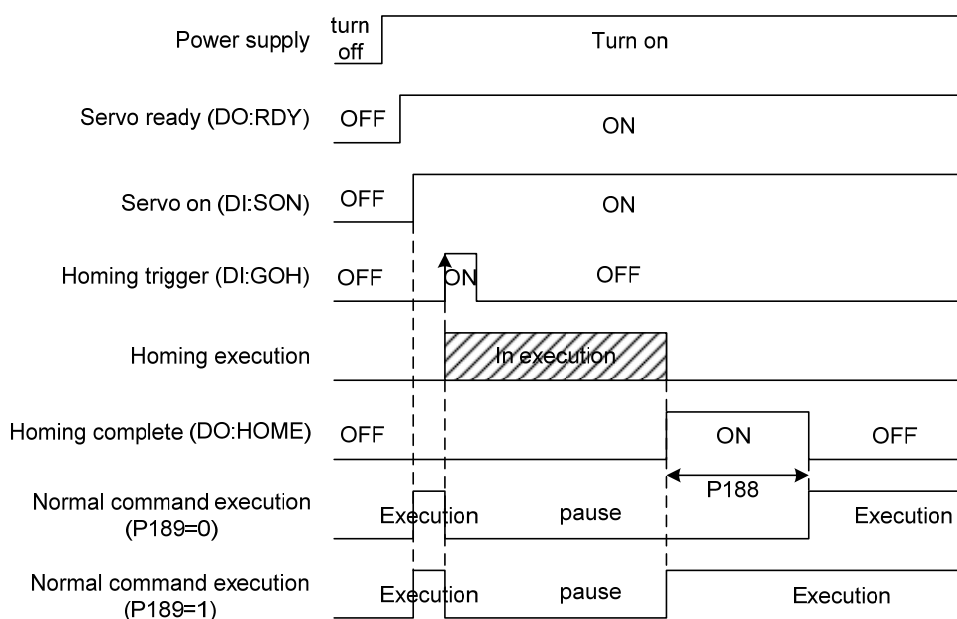 Power supply turn off Turn on
Servo ready (DO:RDY) OFF ON
Servo on (DI:SON) OFF ON
Homing trigger (DI:GOH) OFF ON OFF
Homing execution In execution
Homing complete (DO:HOME) OFF ON OFF
P188
Normal command execution
(P189=0) Execution pause Execution
Normal command execution
(P189=1) Execution pause Execution